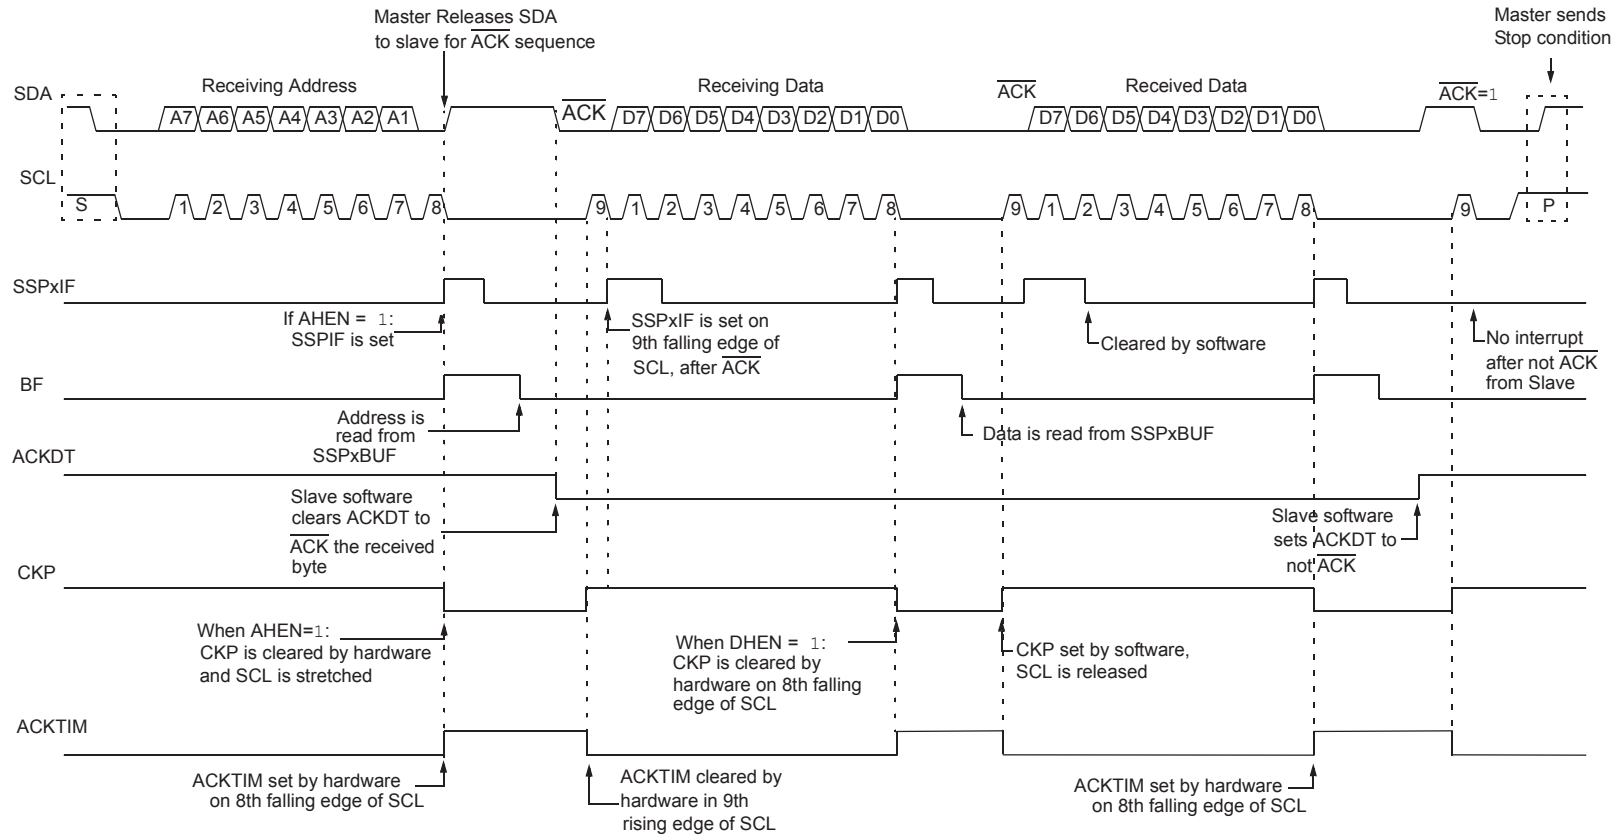 Master Releases SDA
to slave for ACK sequence
Master sends
Stop condition
Receiving Address
Receiving Data
ACK
Received Data
ACK=1
SDA
A7 A6 A5 A4 A3 A2 A1
ACK
D7 D6 D5 D4 D3 D2 D1 D0
D7 D6 D5 D4 D3 D2 D1 D0
SCL
S
1 2 3 4 5 6 7 8
9 1 2 3 4 5 6 7 8
9 1 2 3 4 5 6 7 8
9
P
SSPxIF
If AHEN = 1:
SSPIF is set
SSPxIF is set on
9th falling edge of
SCL, after ACK
Cleared by software
No interrupt
after not ACK
from Slave
BF
Address is
read from
SSPxBUF
Data is read from SSPxBUF
ACKDT
Slave software
clears ACKDT to
ACK the received
byte
Slave software
sets ACKDT to
not ACK
CKP
When AHEN=1:
CKP is cleared by hardware
and SCL is stretched
When DHEN = 1:
CKP is cleared by
hardware on 8th falling
edge of SCL
CKP set by software,
SCL is released
ACKTIM
ACKTIM set by hardware
on 8th falling edge of SCL
ACKTIM cleared by
hardware in 9th
rising edge of SCL
ACKTIM set by hardware
on 8th falling edge of SCL